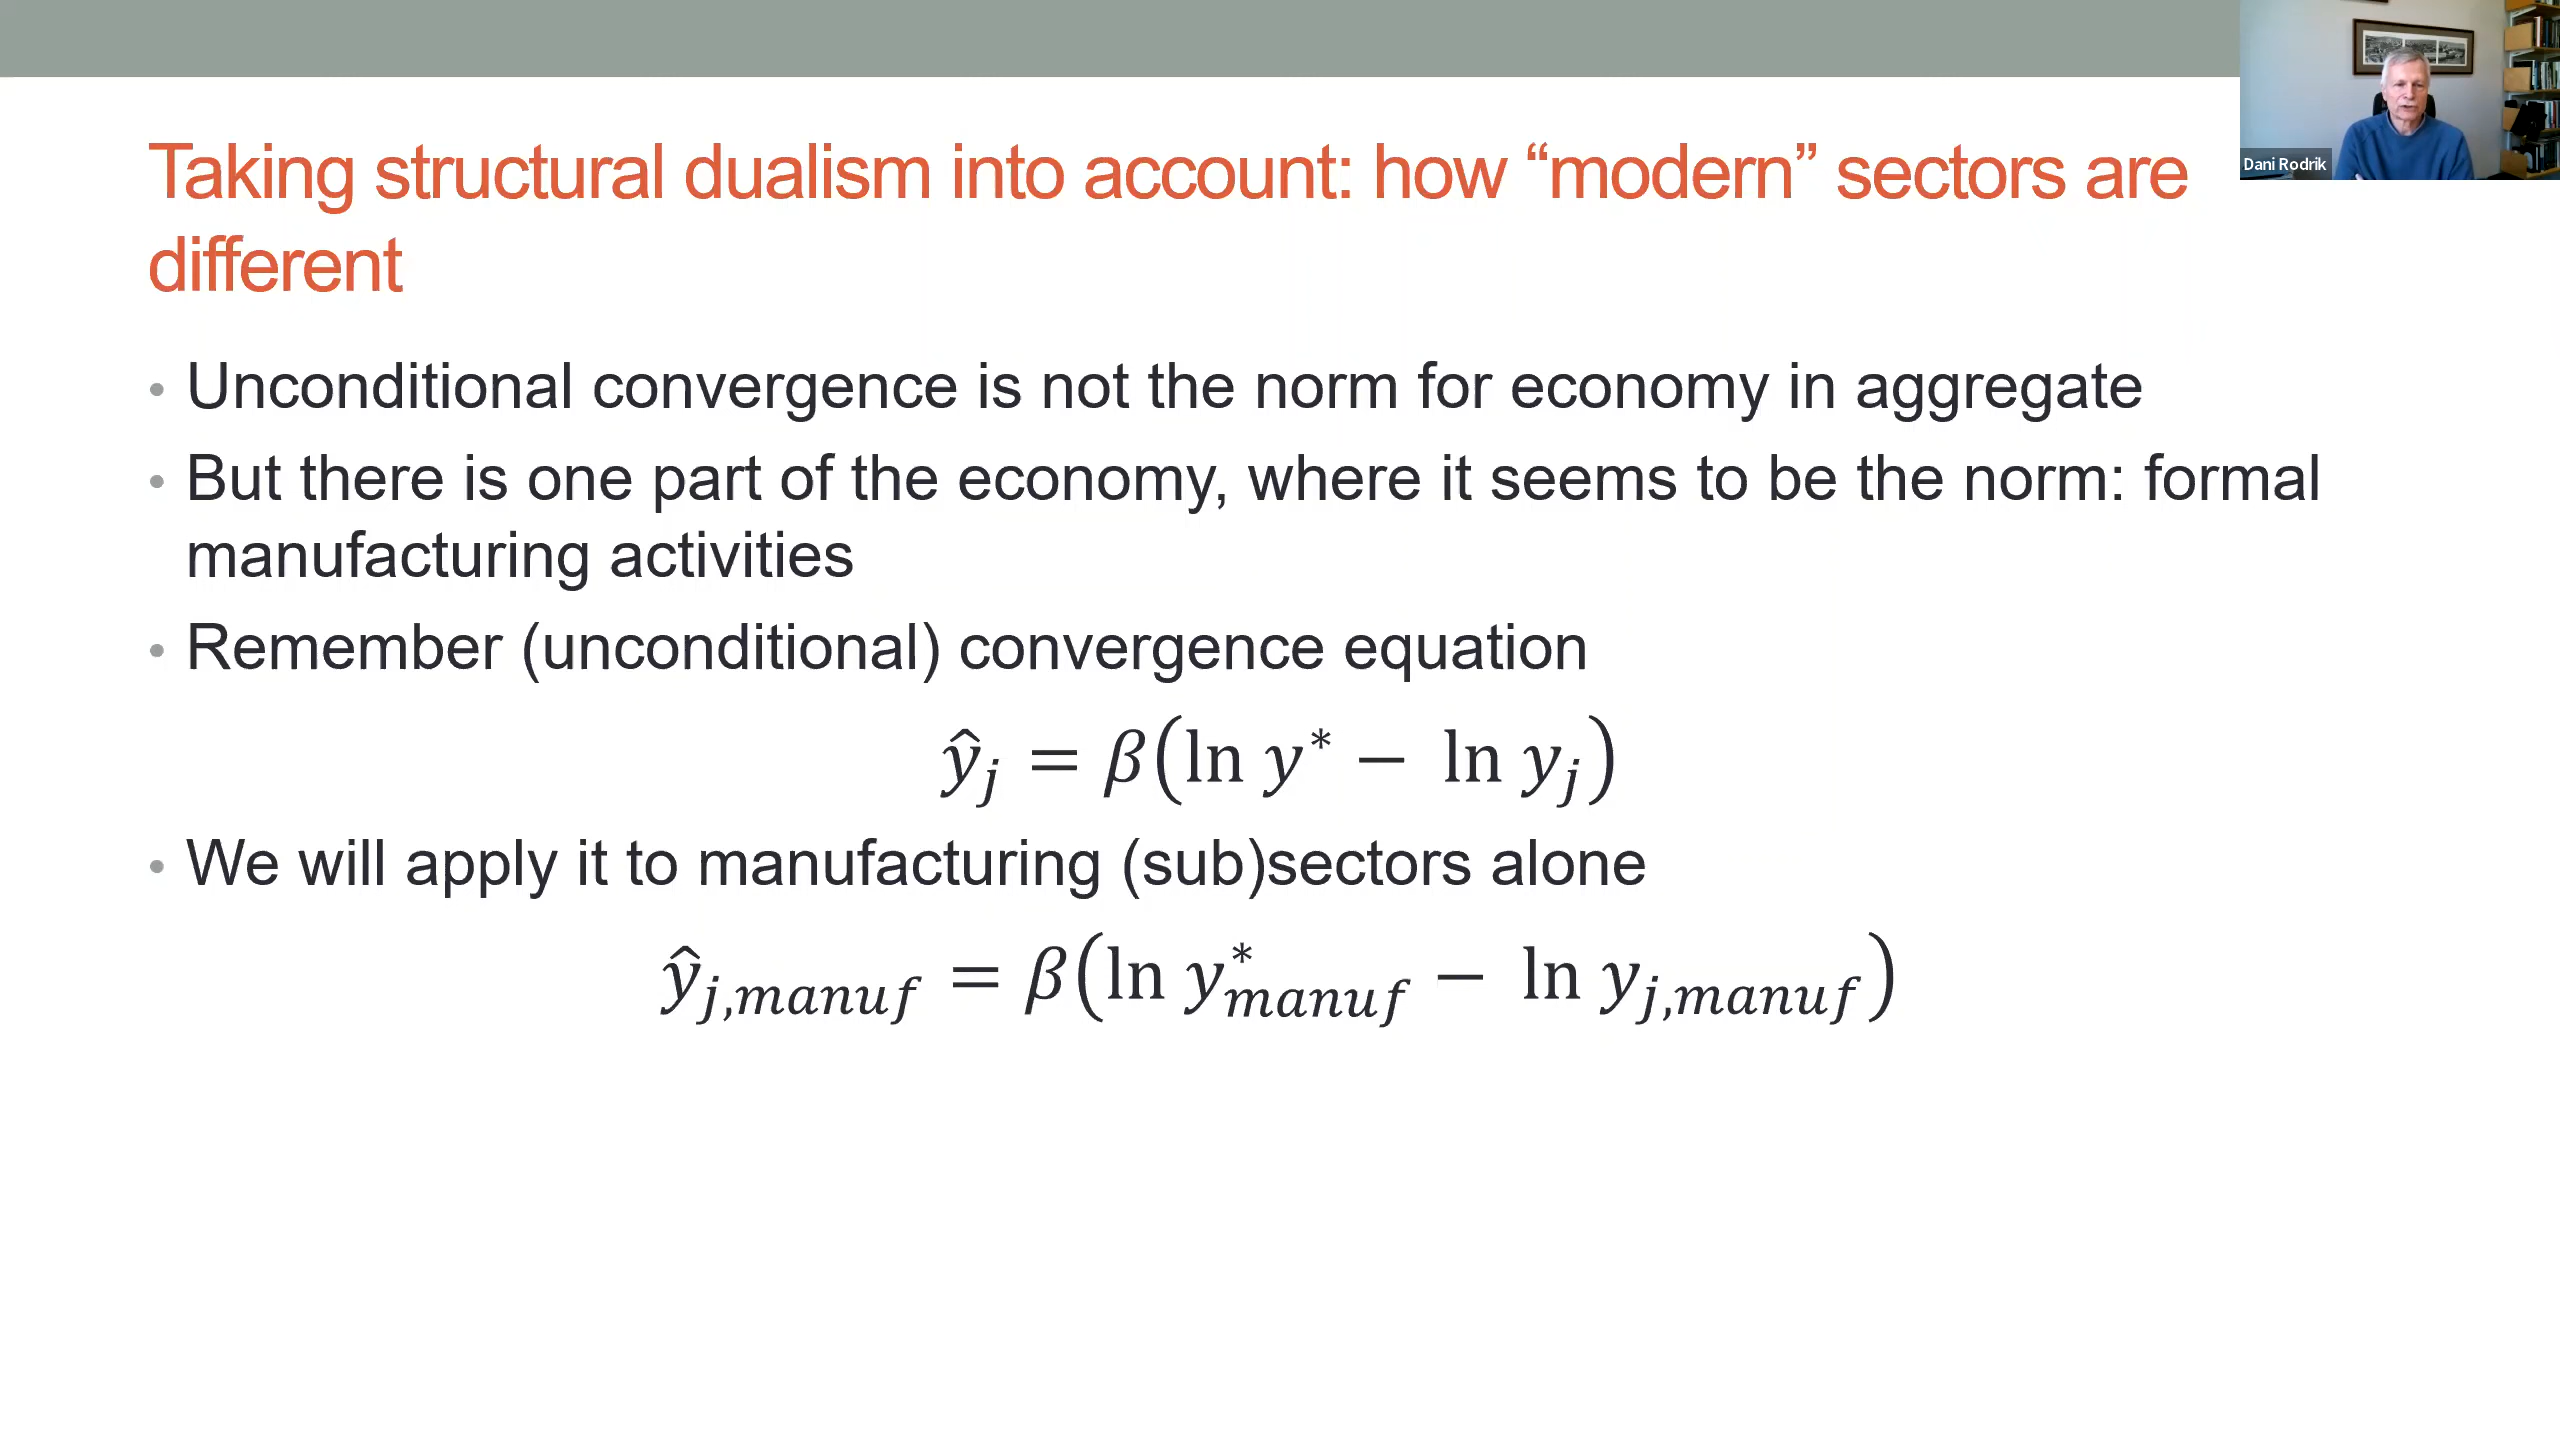 Taking structural dualism into account: how “modern” sectors are
different
Dani Rodrik
• Unconditional convergence is not the norm for economy in aggregate
• But there is one part of the economy, where it seems to be the norm: formal
manufacturing activities
• Remember (unconditional) convergence equation
ŷ_j = β(ln y* − ln y_j)
• We will apply it to manufacturing (sub)sectors alone
ŷ_{j,manuf} = β(ln y*_{manuf} − ln y_{j,manuf})